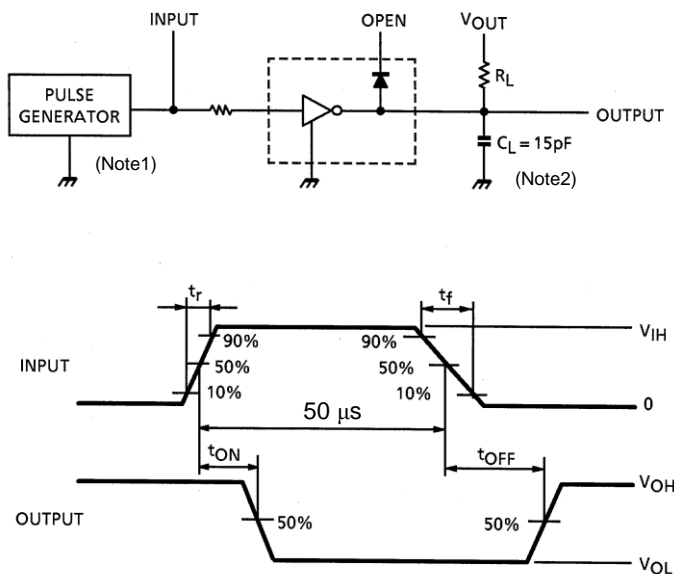 INPUT
OPEN
VOUT
PULSE
GENERATOR
RL
OUTPUT
CL = 15pF
(Note1)
(Note2)
tr
tf
VIH
90%
90%
INPUT
50%
50%
10%
10%
0
50 μs
tON
tOFF
VOH
OUTPUT
50%
50%
VOL